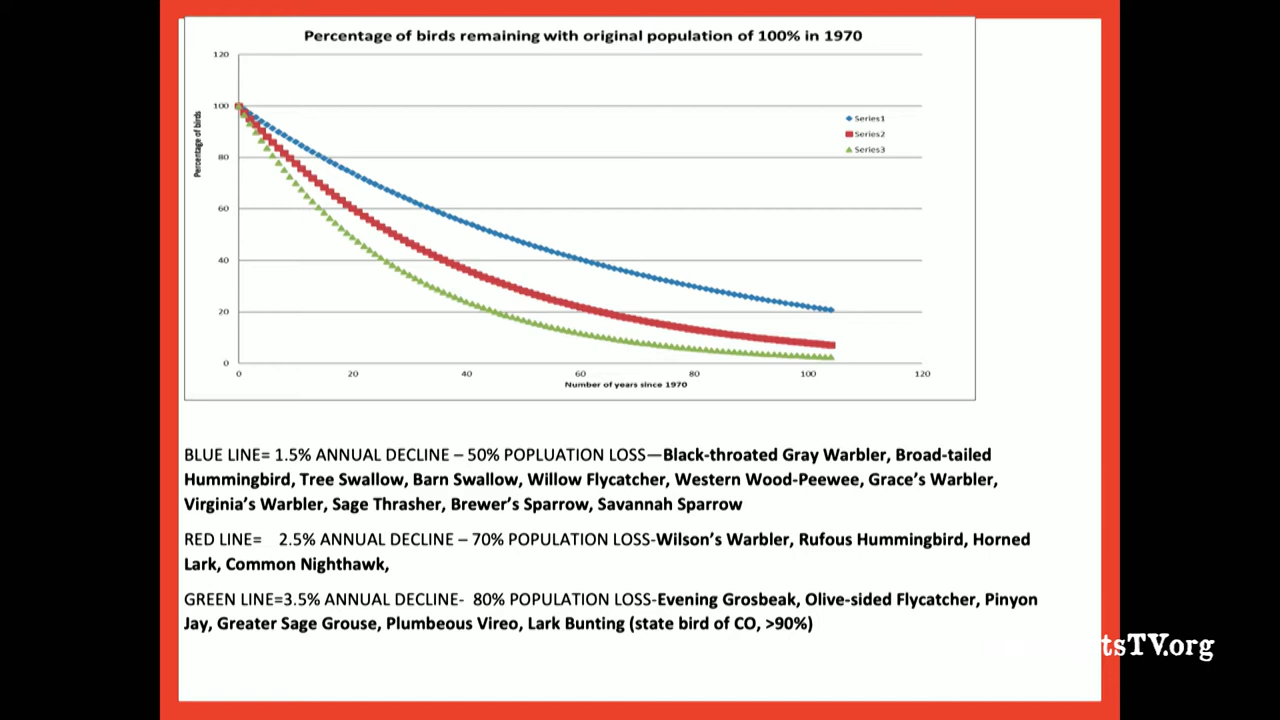 Percentage of birds remaining with original population of 100% in 1970
120
100
80
60
40
20
0
Percentage of birds
Series1
Series2
Series3
0 20 40 60 80 100 120
Number of years since 1970
BLUE LINE= 1.5% ANNUAL DECLINE – 50% POPLUATION LOSS—Black-throated Gray Warbler, Broad-tailed
Hummingbird, Tree Swallow, Barn Swallow, Willow Flycatcher, Western Wood-Peewee, Grace’s Warbler,
Virginia’s Warbler, Sage Thrasher, Brewer’s Sparrow, Savannah Sparrow
RED LINE= 2.5% ANNUAL DECLINE – 70% POPULATION LOSS-Wilson’s Warbler, Rufous Hummingbird, Horned
Lark, Common Nighthawk,
GREEN LINE=3.5% ANNUAL DECLINE- 80% POPULATION LOSS-Evening Grosbeak, Olive-sided Flycatcher, Pinyon
Jay, Greater Sage Grouse, Plumbeous Vireo, Lark Bunting (state bird of CO, >90%)
tsTV.org